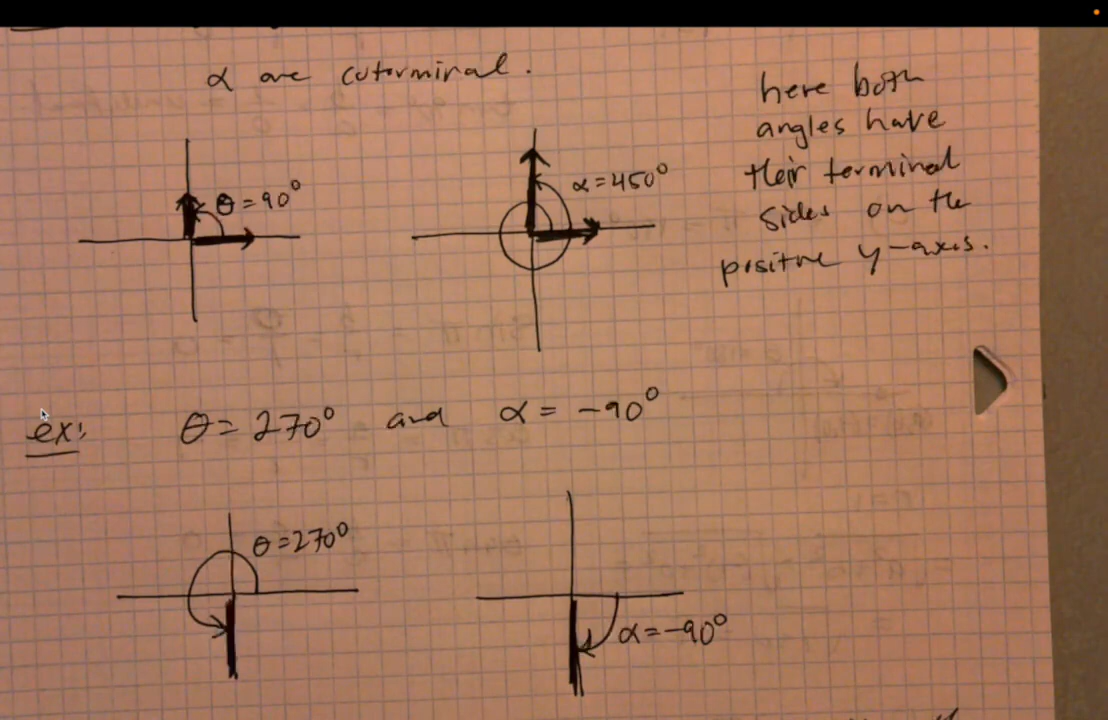 α are coterminal.
here both
angles have
their terminal
sides on the
positive y-axis.
θ = 90°
α = 450°
ex: θ = 270° and α = -90°
θ = 270°
α = -90°